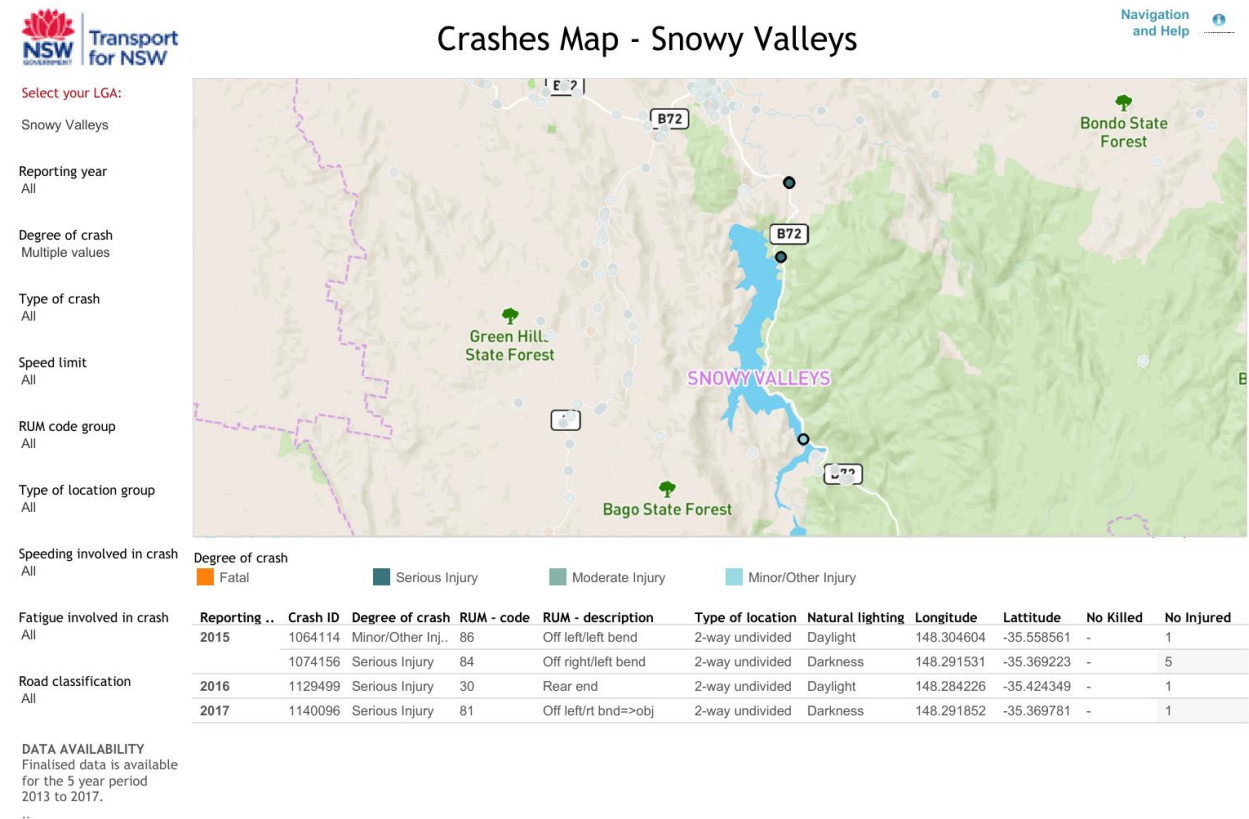 NSW
GOVERNMENT
Transport
for NSW
Crashes Map - Snowy Valleys
Navigation
and Help
Select your LGA:
Snowy Valleys
Reporting year
All
Degree of crash
Multiple values
Type of crash
All
Speed limit
All
RUM code group
All
Type of location group
All
Speeding involved in crash
All
Fatigue involved in crash
All
Road classification
All
DATA AVAILABILITY
Finalised data is available
for the 5 year period
2013 to 2017.
..
B72
Bondo State
Forest
B72
Green Hills
State Forest
SNOWY VALLEYS
B72
Bago State Forest
B
Degree of crash
Fatal Serious Injury Moderate Injury Minor/Other Injury
Reporting .. Crash ID Degree of crash RUM - code RUM - description Type of location Natural lighting Longitude Lattitude No Killed No Injured
2015 1064114 Minor/Other Inj.. 86 Off left/left bend 2-way undivided Daylight 148.304604 -35.558561 - 1
1074156 Serious Injury 84 Off right/left bend 2-way undivided Darkness 148.291531 -35.369223 - 5
2016 1129499 Serious Injury 30 Rear end 2-way undivided Daylight 148.284226 -35.424349 - 1
2017 1140096 Serious Injury 81 Off left/rt bnd=>obj 2-way undivided Darkness 148.291852 -35.369781 - 1